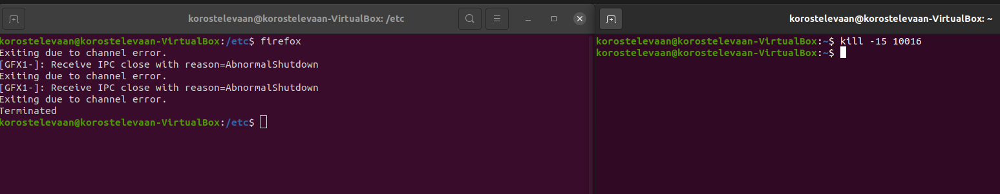 korostelevaan@korostelevaan-VirtualBox: /etc
korostelevaan@korostelevaan-VirtualBox:/etc$ firefox
Exiting due to channel error.
[GFX1-]: Receive IPC close with reason=AbnormalShutdown
Exiting due to channel error.
[GFX1-]: Receive IPC close with reason=AbnormalShutdown
Exiting due to channel error.
Terminated
korostelevaan@korostelevaan-VirtualBox:/etc$
korostelevaan@korostelevaan-VirtualBox: ~
korostelevaan@korostelevaan-VirtualBox:~$ kill -15 10016
korostelevaan@korostelevaan-VirtualBox:~$